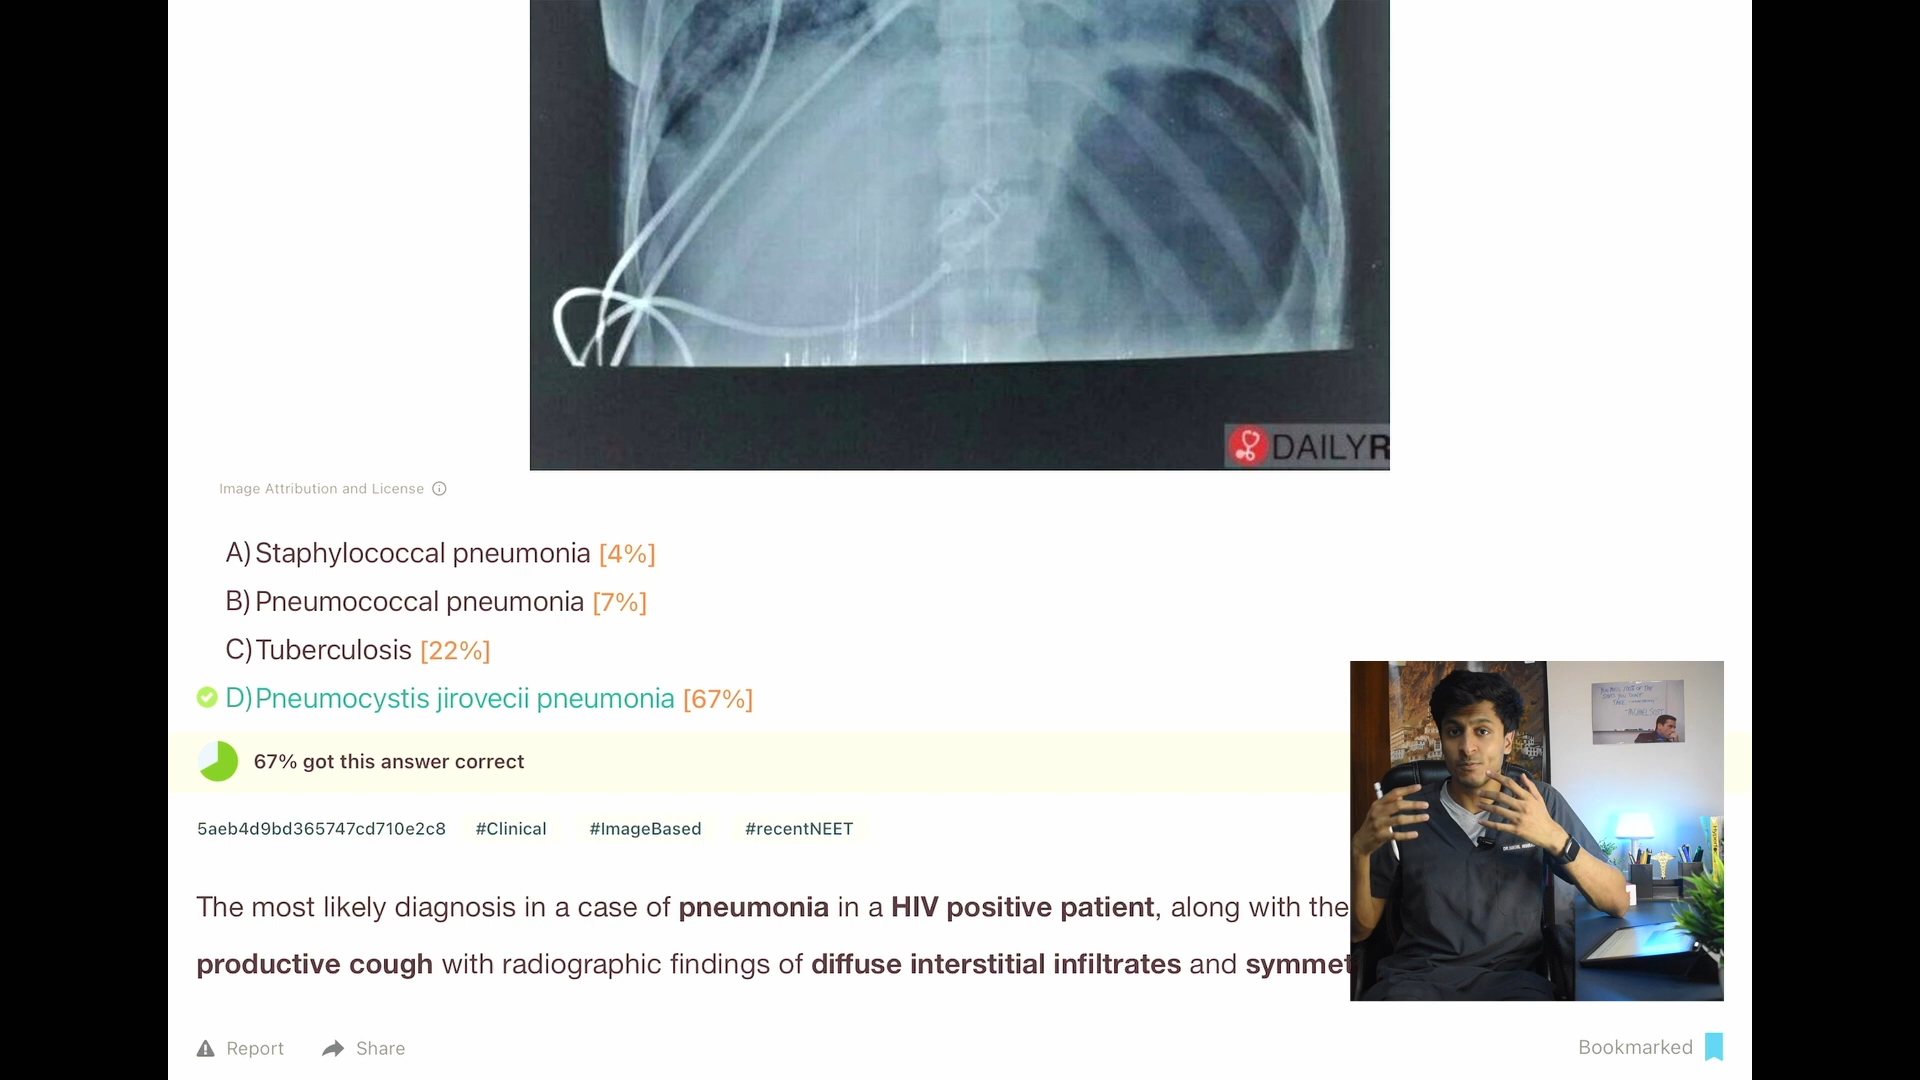 DAILYR
Image Attribution and License
A) Staphylococcal pneumonia [4%]
B) Pneumococcal pneumonia [7%]
C) Tuberculosis [22%]
D) Pneumocystis jirovecii pneumonia [67%]
67% got this answer correct
5aeb4d9bd365747cd710e2c8 #Clinical #ImageBased #recentNEET
The most likely diagnosis in a case of pneumonia in a HIV positive patient, along with the
productive cough with radiographic findings of diffuse interstitial infiltrates and symmet
Report Share
Bookmarked